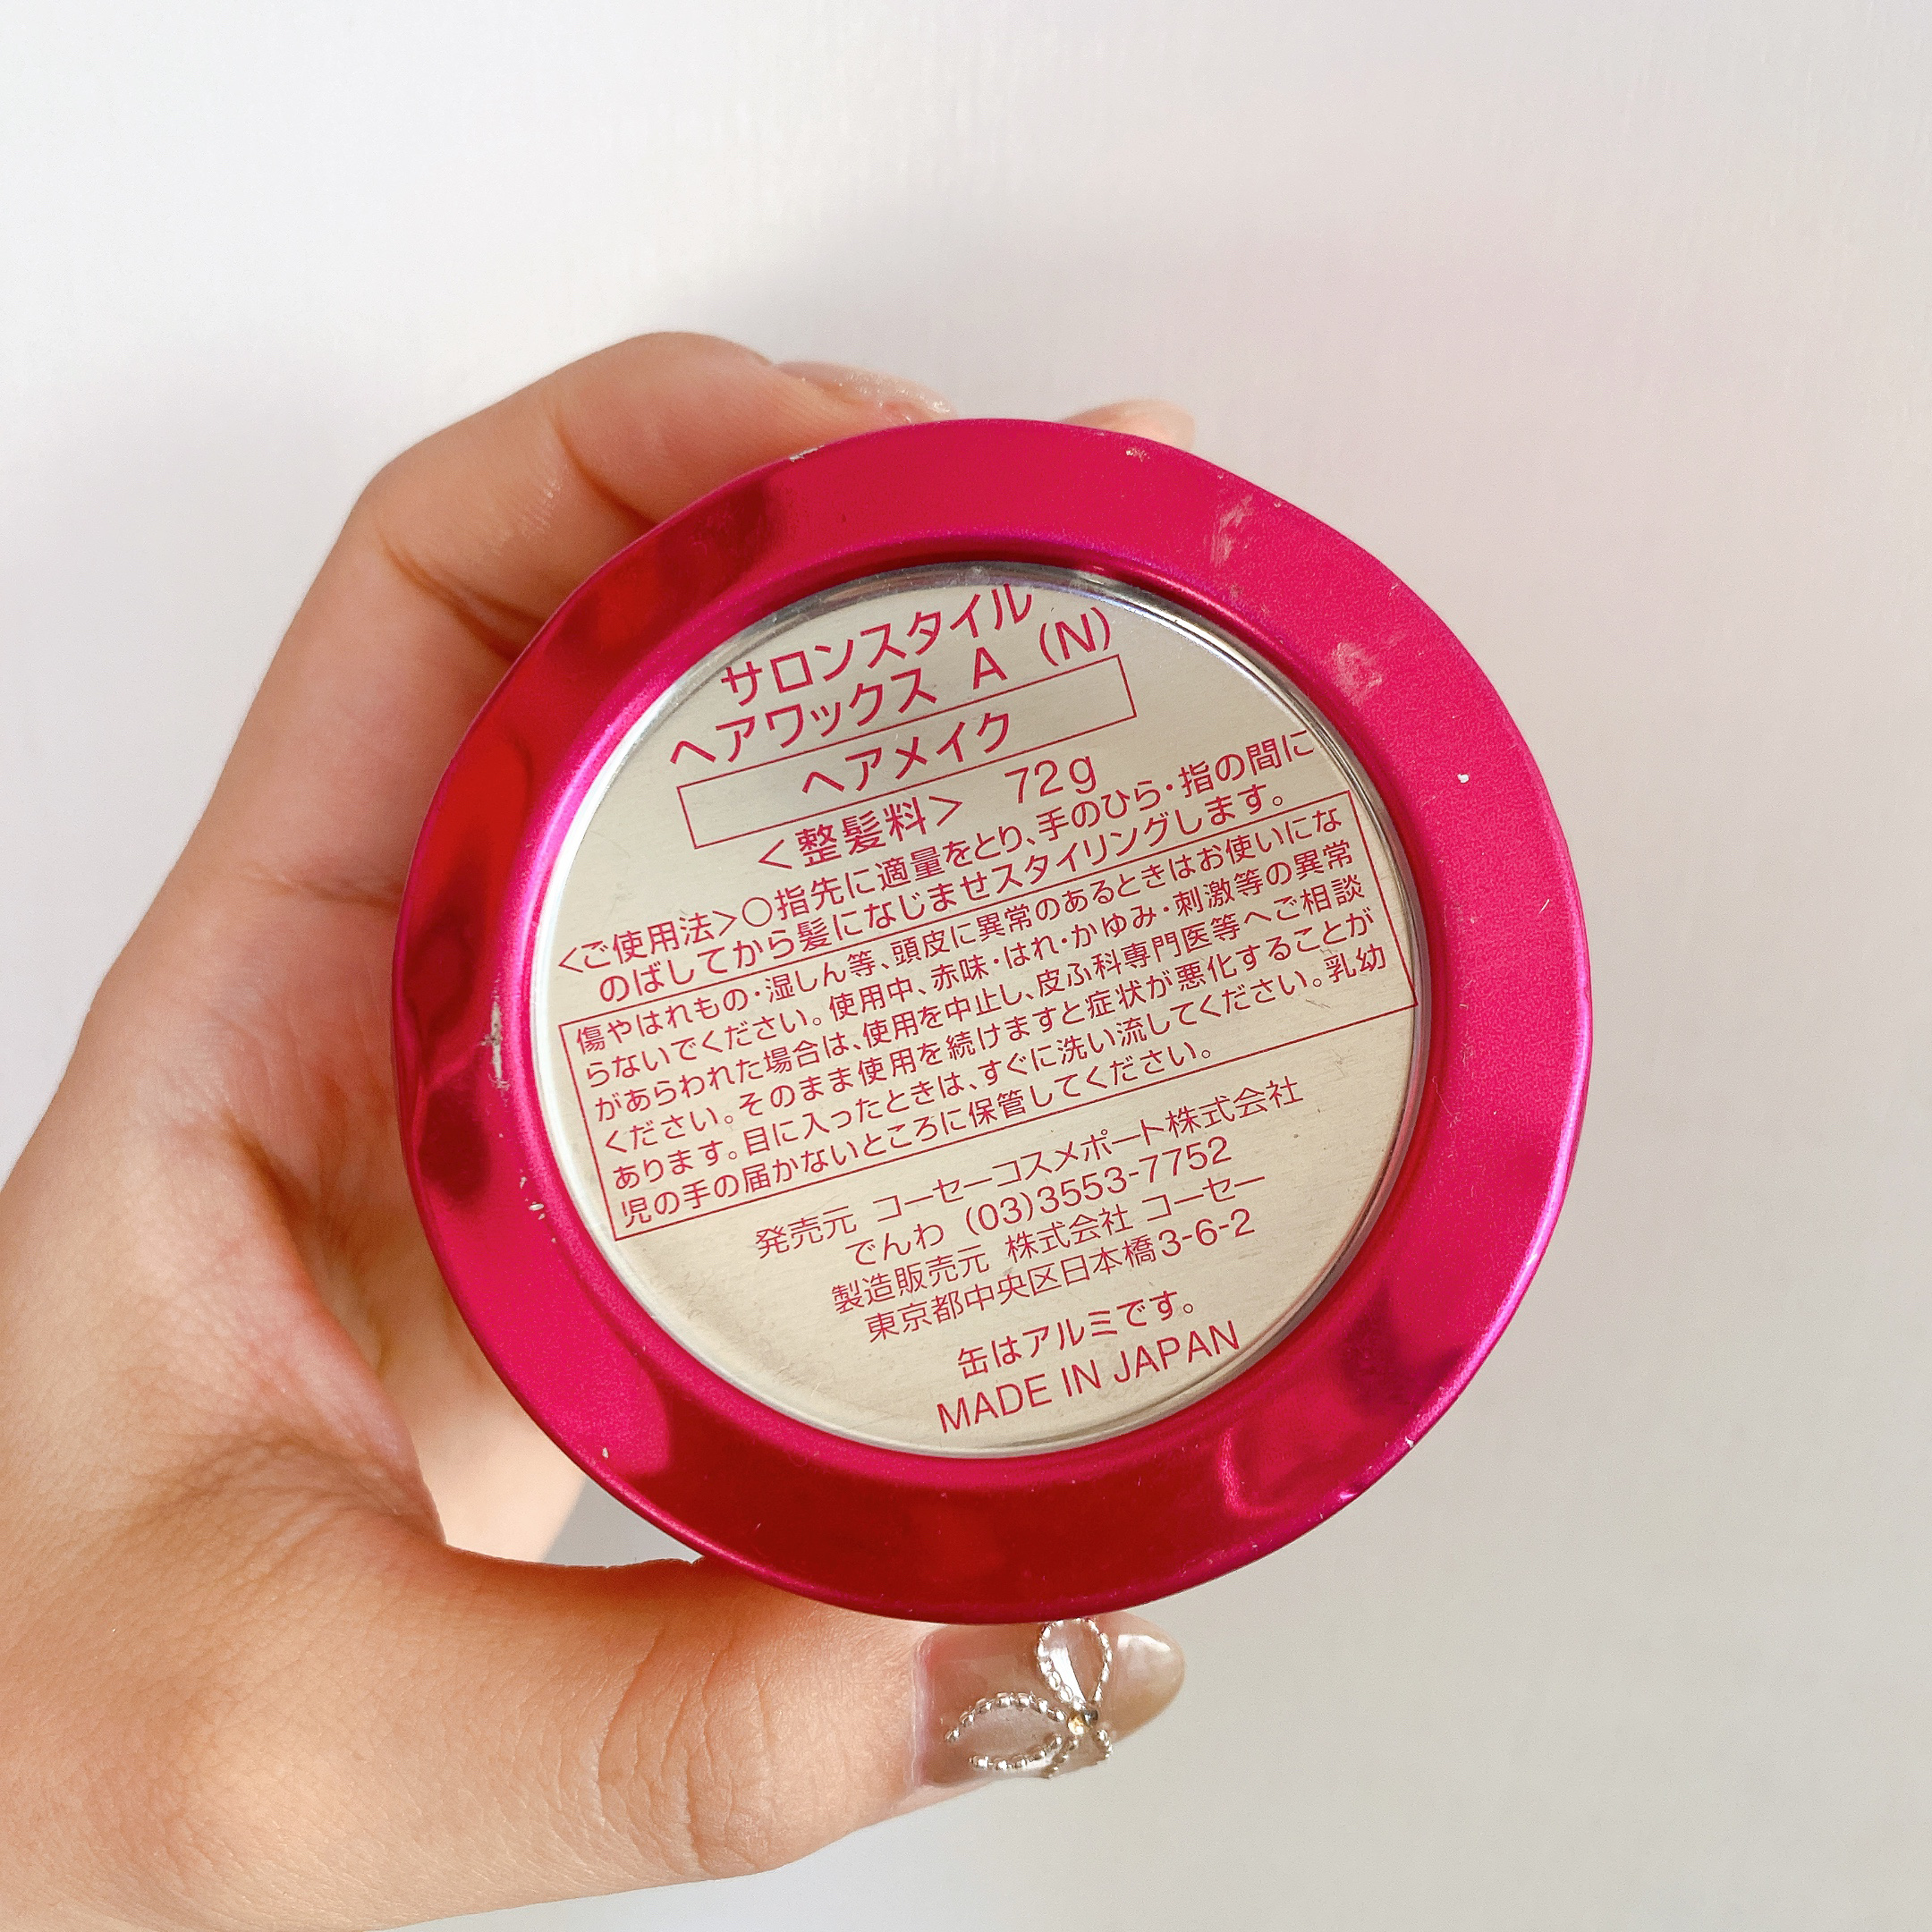 サロンスタイル
ヘアワックス A (N)
ヘアメイク
＜整髪料＞ 72g
＜ご使用法＞○指先に適量をとり、手のひら・指の間に
のばしてから髪になじませスタイリングします。
傷やはれもの・湿しん等、頭皮に異常のあるときはお使いにな
らないでください。使用中、赤味・はれ・かゆみ・刺激等の異常
があらわれた場合は、使用を中止し、皮ふ科専門医等へご相談
ください。そのまま使用を続けますと症状が悪化することが
あります。目に入ったときは、すぐに洗い流してください。乳幼
児の手の届かないところに保管してください。
発売元 コーセーコスメポート株式会社
でんわ (03)3553-7752
製造販売元 株式会社 コーセー
東京都中央区日本橋3-6-2
缶はアルミです。
MADE IN JAPAN